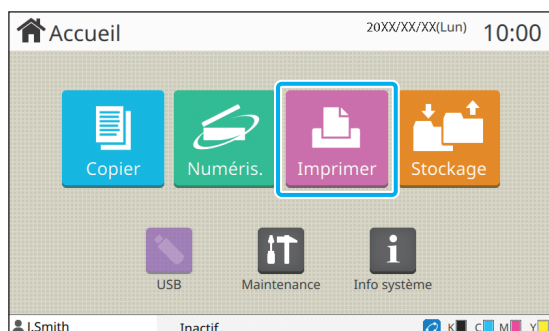 Accueil 20XX/XX/XX(Lun) 10:00
Copier Numéris. Imprimer Stockage
USB Maintenance Info système
J.Smith Inactif K C M Y